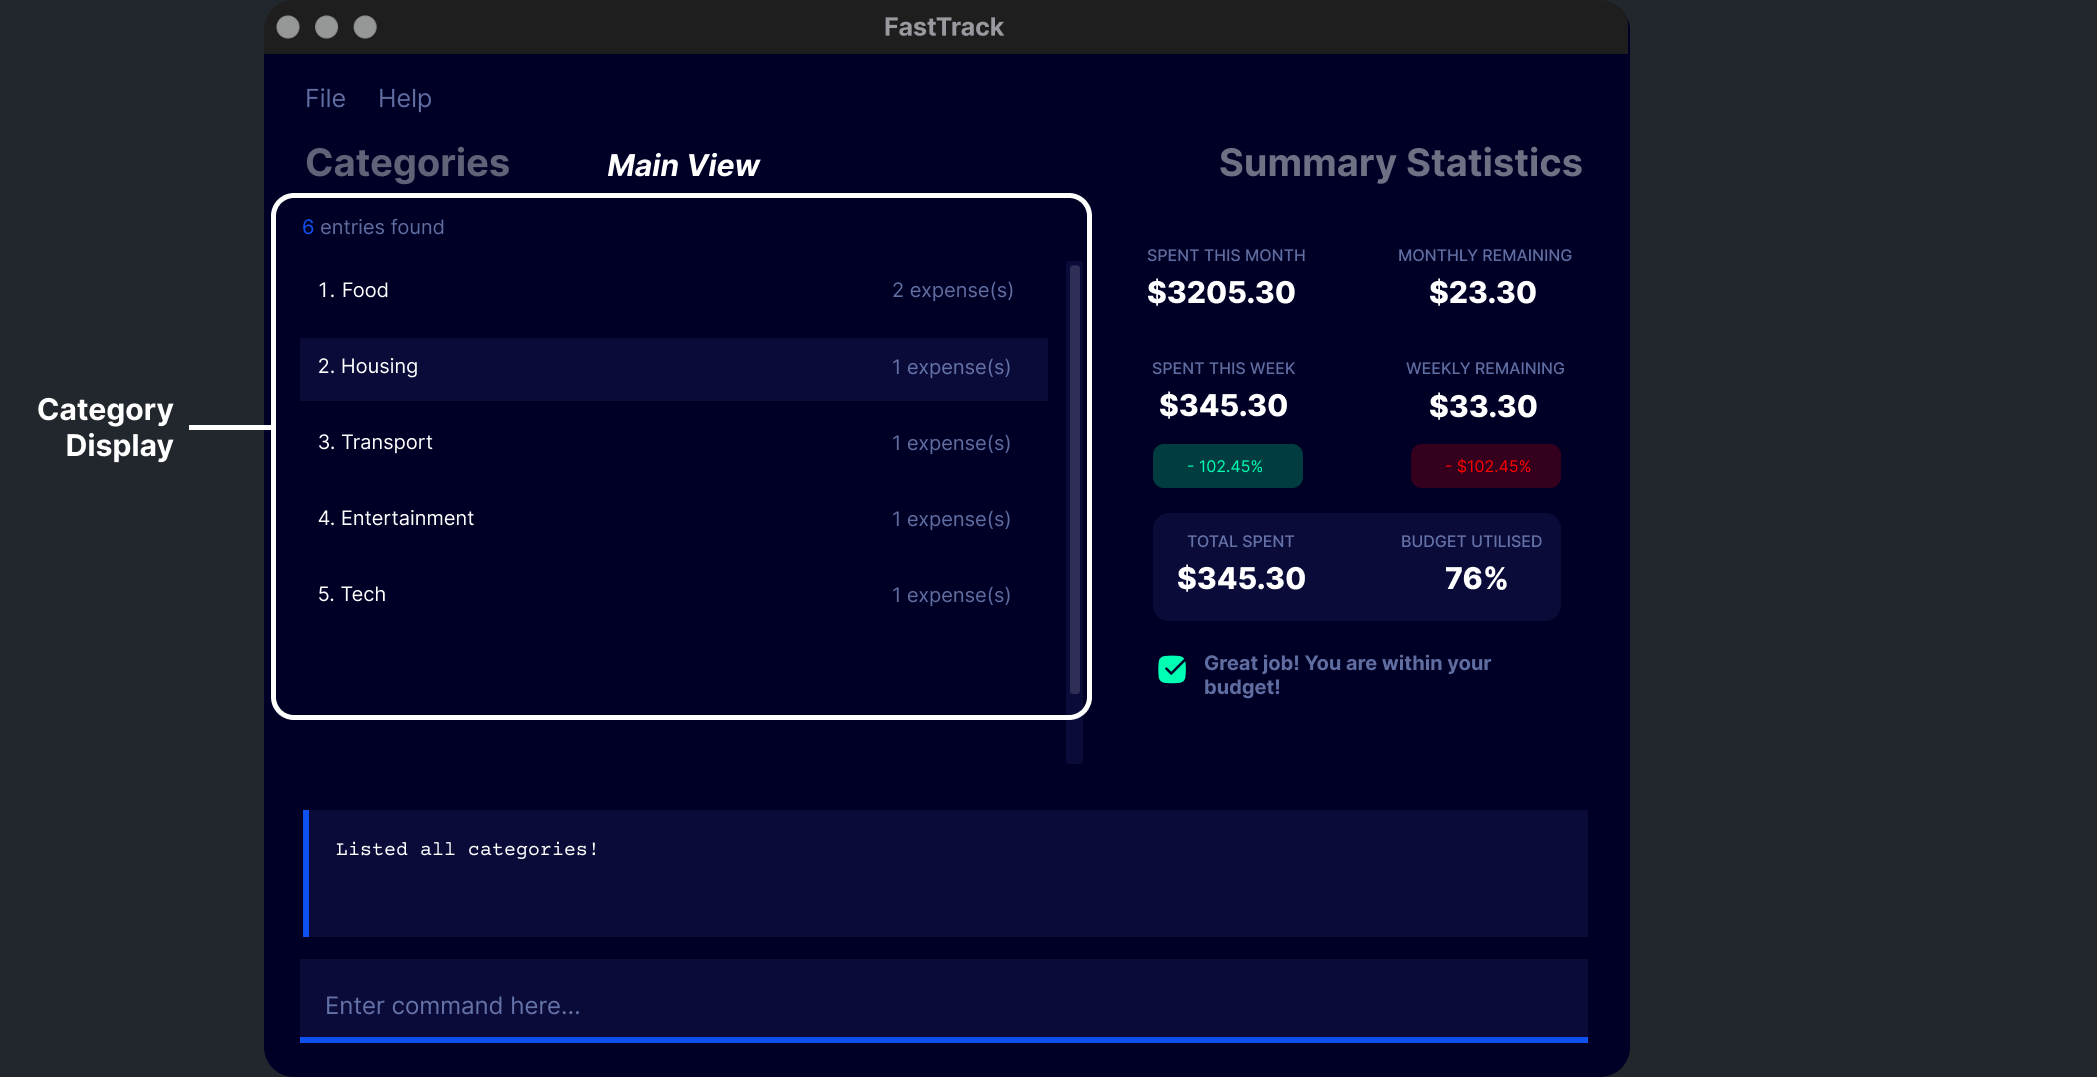 FastTrack
File Help
Categories Main View Summary Statistics
6 entries found
1. Food 2 expense(s)
2. Housing 1 expense(s)
3. Transport 1 expense(s)
4. Entertainment 1 expense(s)
5. Tech 1 expense(s)
Category
Display
SPENT THIS MONTH MONTHLY REMAINING
$3205.30 $23.30
SPENT THIS WEEK WEEKLY REMAINING
$345.30 $33.30
- 102.45% - $102.45%
TOTAL SPENT BUDGET UTILISED
$345.30 76%
Great job! You are within your
budget!
Listed all categories!
Enter command here...